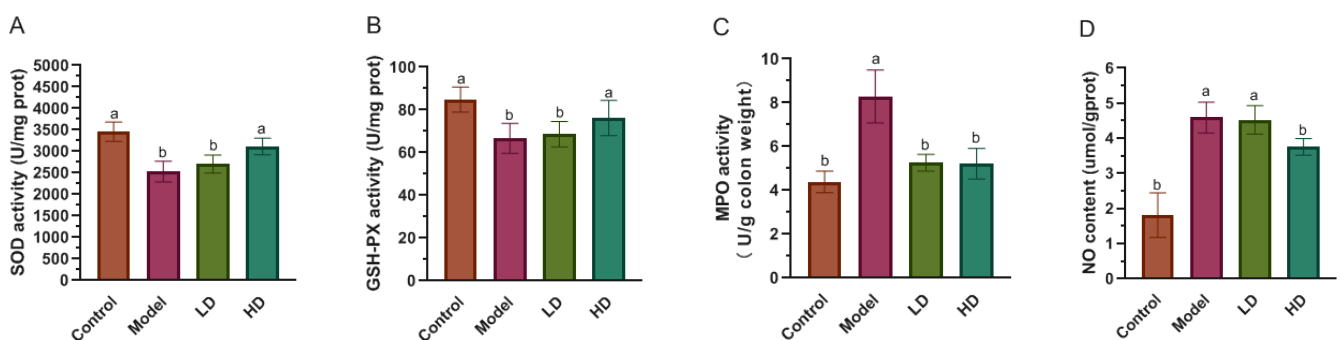 A
SOD activity (U/mg prot)
5000
4500
4000
3500
3000
2500
2000
1500
1000
500
0
a
b
b
a
Control
Model
LD
HD
B
GSH-PX activity (U/mg prot)
100
80
60
40
20
0
a
b
b
a
Control
Model
LD
HD
C
MPO activity
( U/g colon weight)
10
8
6
4
2
0
b
a
b
b
Control
Model
LD
HD
D
NO content (umol/gprot)
6
5
4
3
2
1
0
b
a
a
b
Control
Model
LD
HD